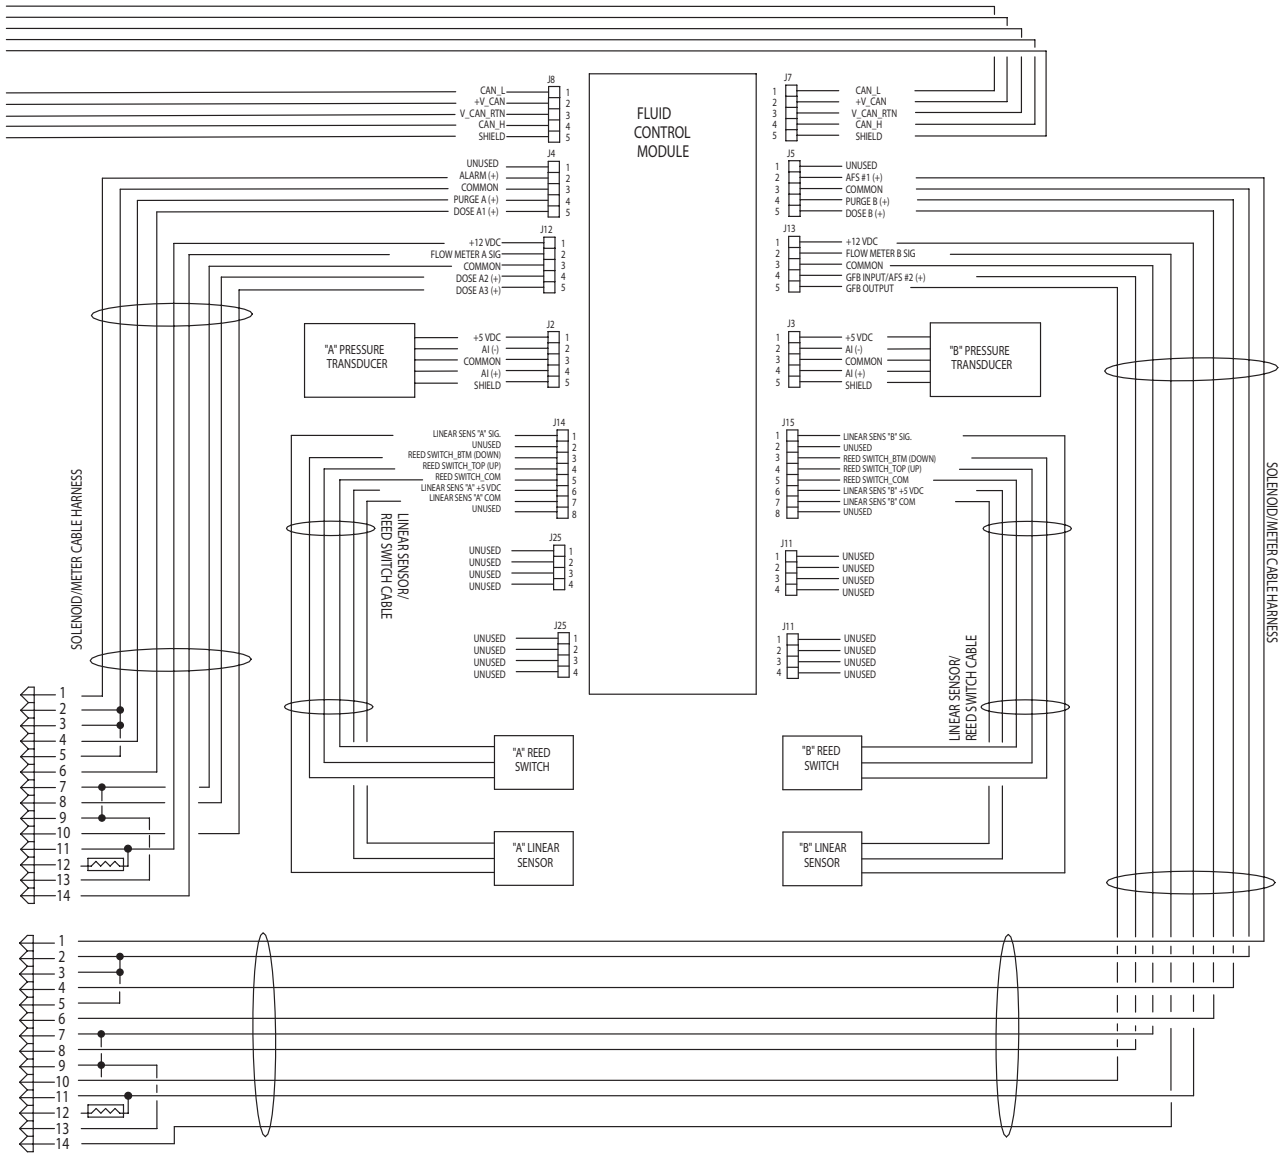 FLUID
CONTROL
MODULE
J8
CAN_L 1
+V_CAN 2
V_CAN_RTN 3
CAN_H 4
SHIELD 5
J4
UNUSED 1
ALARM (+) 2
COMMON 3
PURGE A (+) 4
DOSE A1 (+) 5
J12
+12 VDC 1
FLOW METER A SIG 2
COMMON 3
DOSE A2 (+) 4
DOSE A3 (+) 5
J2
+5 VDC 1
AI (-) 2
COMMON 3
AI (+) 4
SHIELD 5
"A" PRESSURE
TRANSDUCER
J14
LINEAR SENS "A" SIG. 1
UNUSED 2
REED SWITCH_BTM (DOWN) 3
REED SWITCH_TOP (UP) 4
REED SWITCH_COM 5
LINEAR SENS "A" +5 VDC 6
LINEAR SENS "A" COM 7
UNUSED 8
J25
UNUSED 1
UNUSED 2
UNUSED 3
UNUSED 4
J25
UNUSED 1
UNUSED 2
UNUSED 3
UNUSED 4
J7
1 CAN_L
2 +V_CAN
3 V_CAN_RTN
4 CAN_H
5 SHIELD
J5
1 UNUSED
2 AFS #1 (+)
3 COMMON
4 PURGE B (+)
5 DOSE B (+)
J13
1 +12 VDC
2 FLOW METER B SIG
3 COMMON
4 GFB INPUT/AFS #2 (+)
5 GFB OUTPUT
J3
1 +5 VDC
2 AI (-)
3 COMMON
4 AI (+)
5 SHIELD
"B" PRESSURE
TRANSDUCER
J15
1 LINEAR SENS "B" SIG.
2 UNUSED
3 REED SWITCH_BTM (DOWN)
4 REED SWITCH_TOP (UP)
5 REED SWITCH_COM
6 LINEAR SENS "B" +5 VDC
7 LINEAR SENS "B" COM
8 UNUSED
J11
1 UNUSED
2 UNUSED
3 UNUSED
4 UNUSED
J11
1 UNUSED
2 UNUSED
3 UNUSED
4 UNUSED
SOLENOID/METER CABLE HARNESS
LINEAR SENSOR/
REED SWITCH CABLE
LINEAR SENSOR/
REED SWITCH CABLE
SOLENOID/METER CABLE HARNESS
"A" REED
SWITCH
"B" REED
SWITCH
"A" LINEAR
SENSOR
"B" LINEAR
SENSOR
1
2
3
4
5
6
7
8
9
10
11
12
13
14
1
2
3
4
5
6
7
8
9
10
11
12
13
14